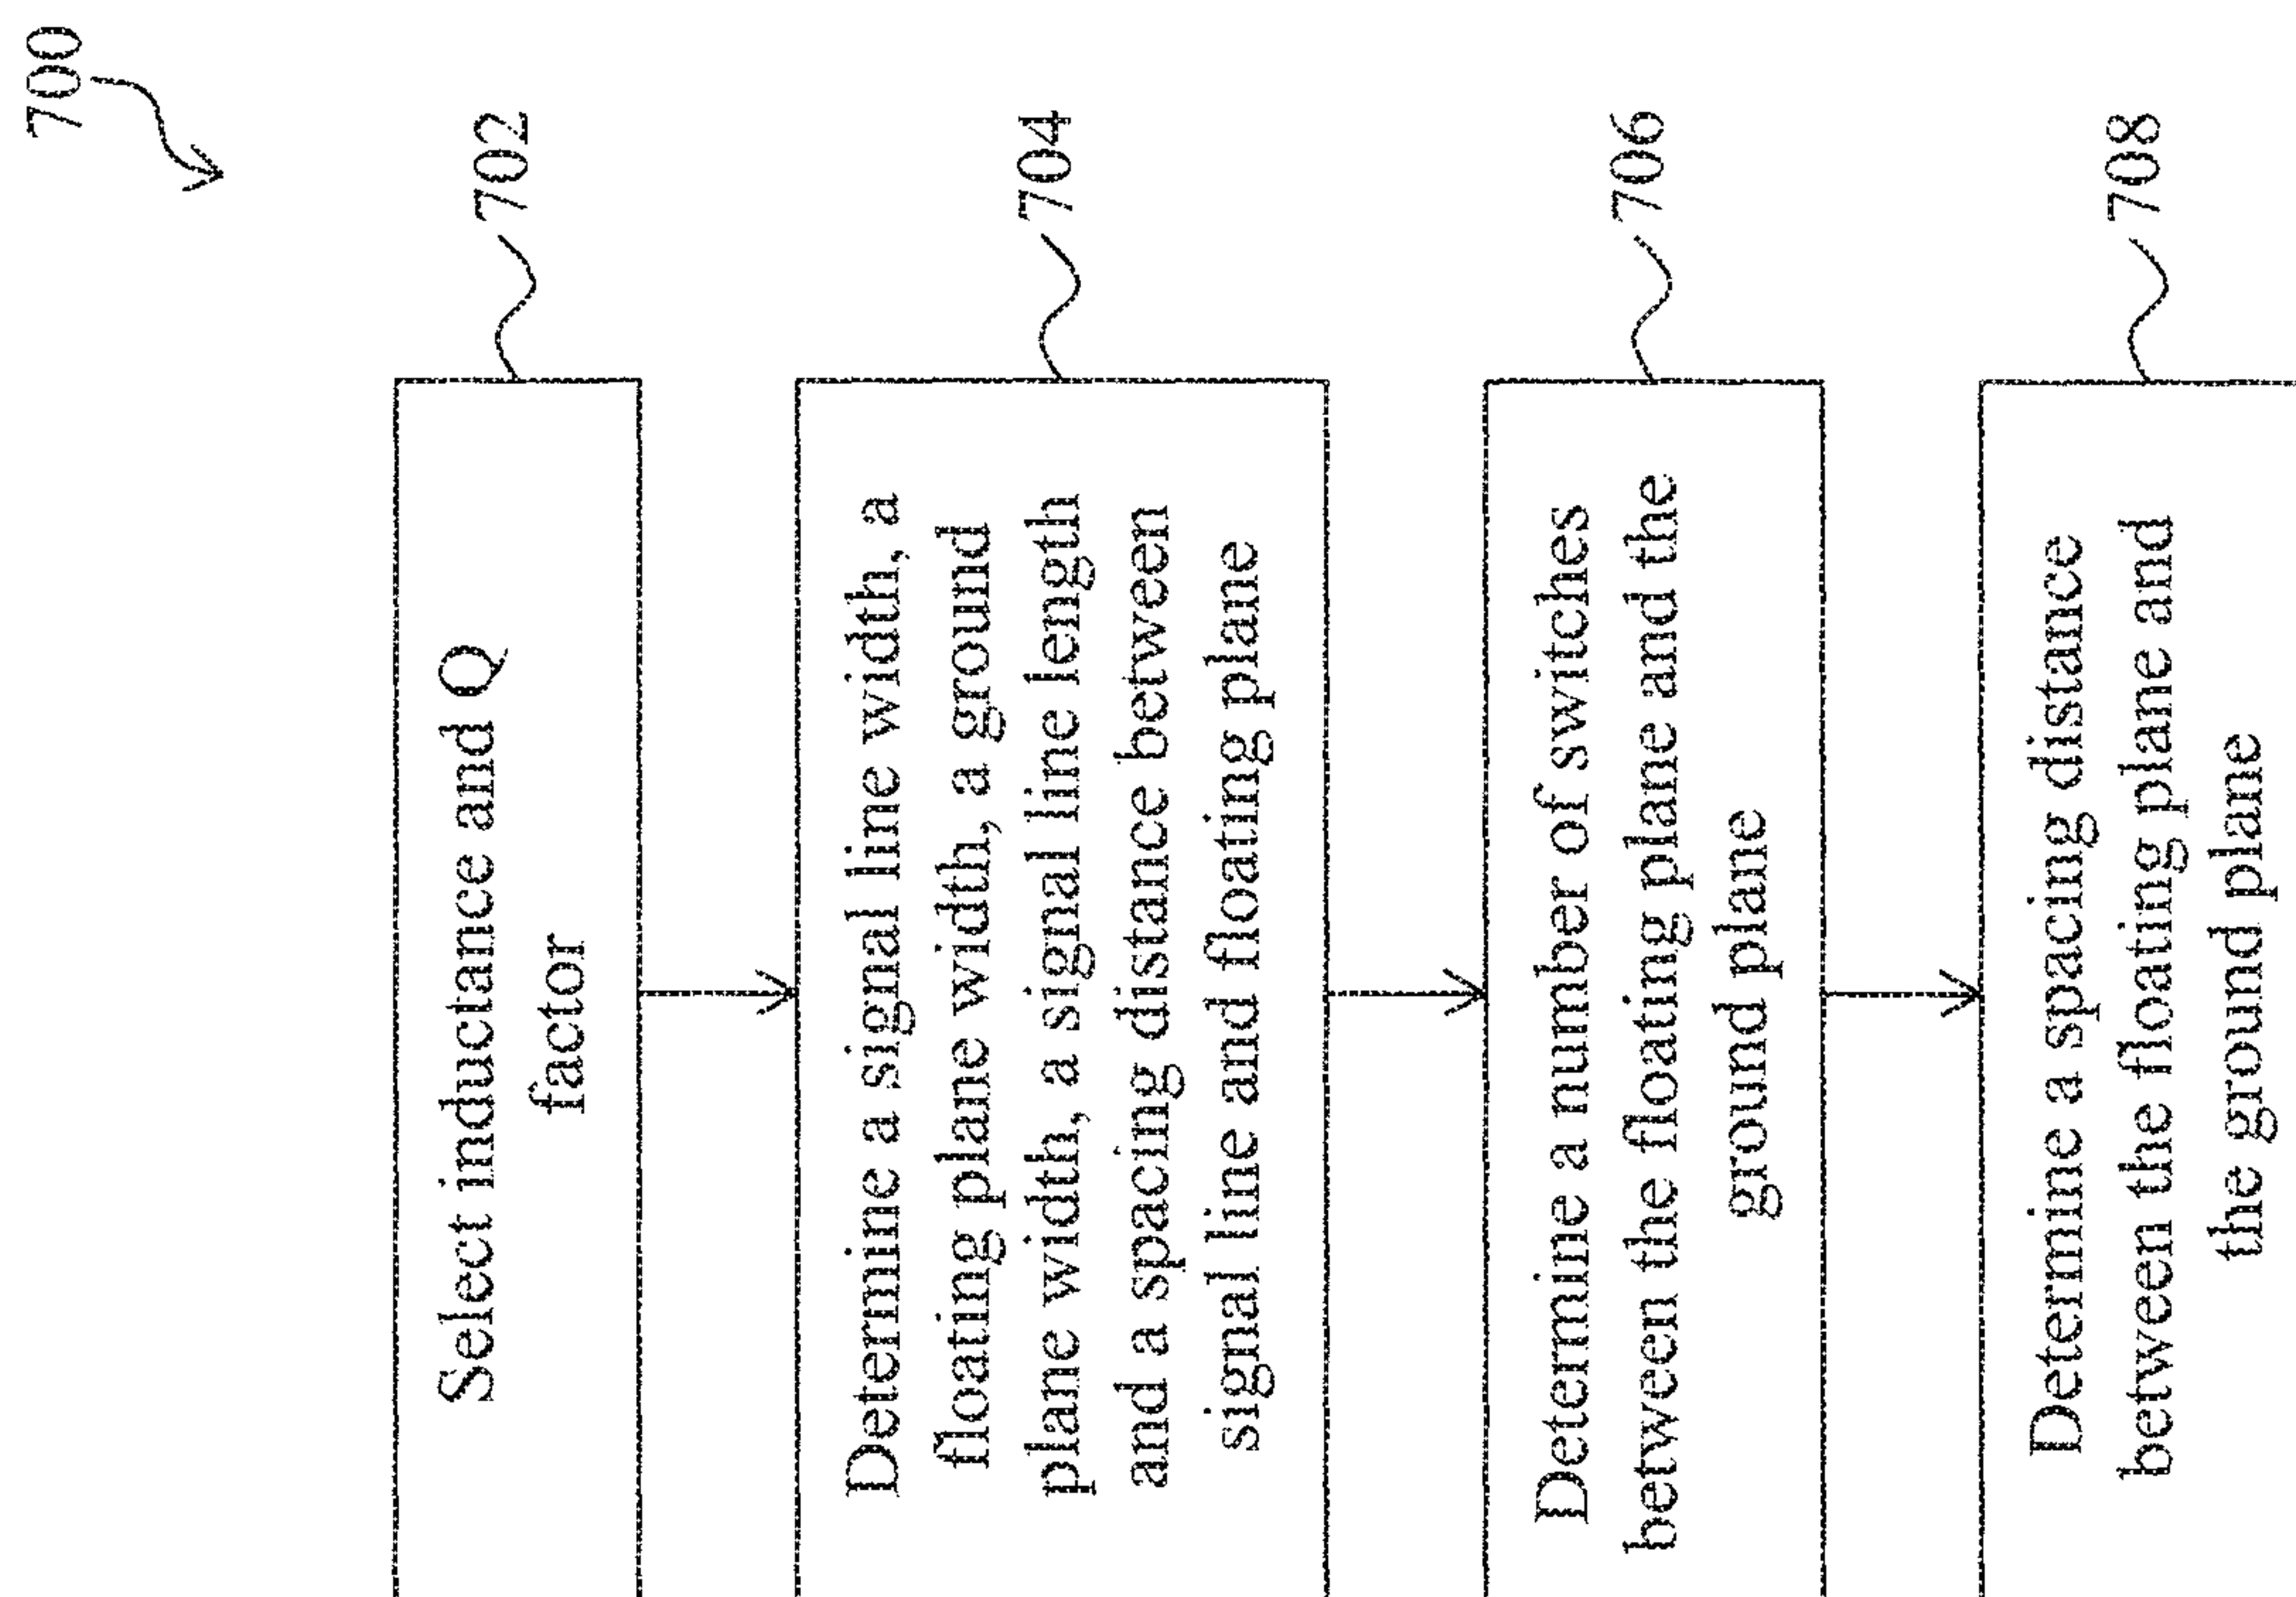 700
702
Select inductance and Q
factor
704
Determine a signal line width, a
floating plane width, a ground
plane width, a signal line length
and a spacing distance between
signal line and floating plane
706
Determine a number of switches
between the floating plane and the
ground plane
708
Determine a spacing distance
between the floating plane and
the ground plane